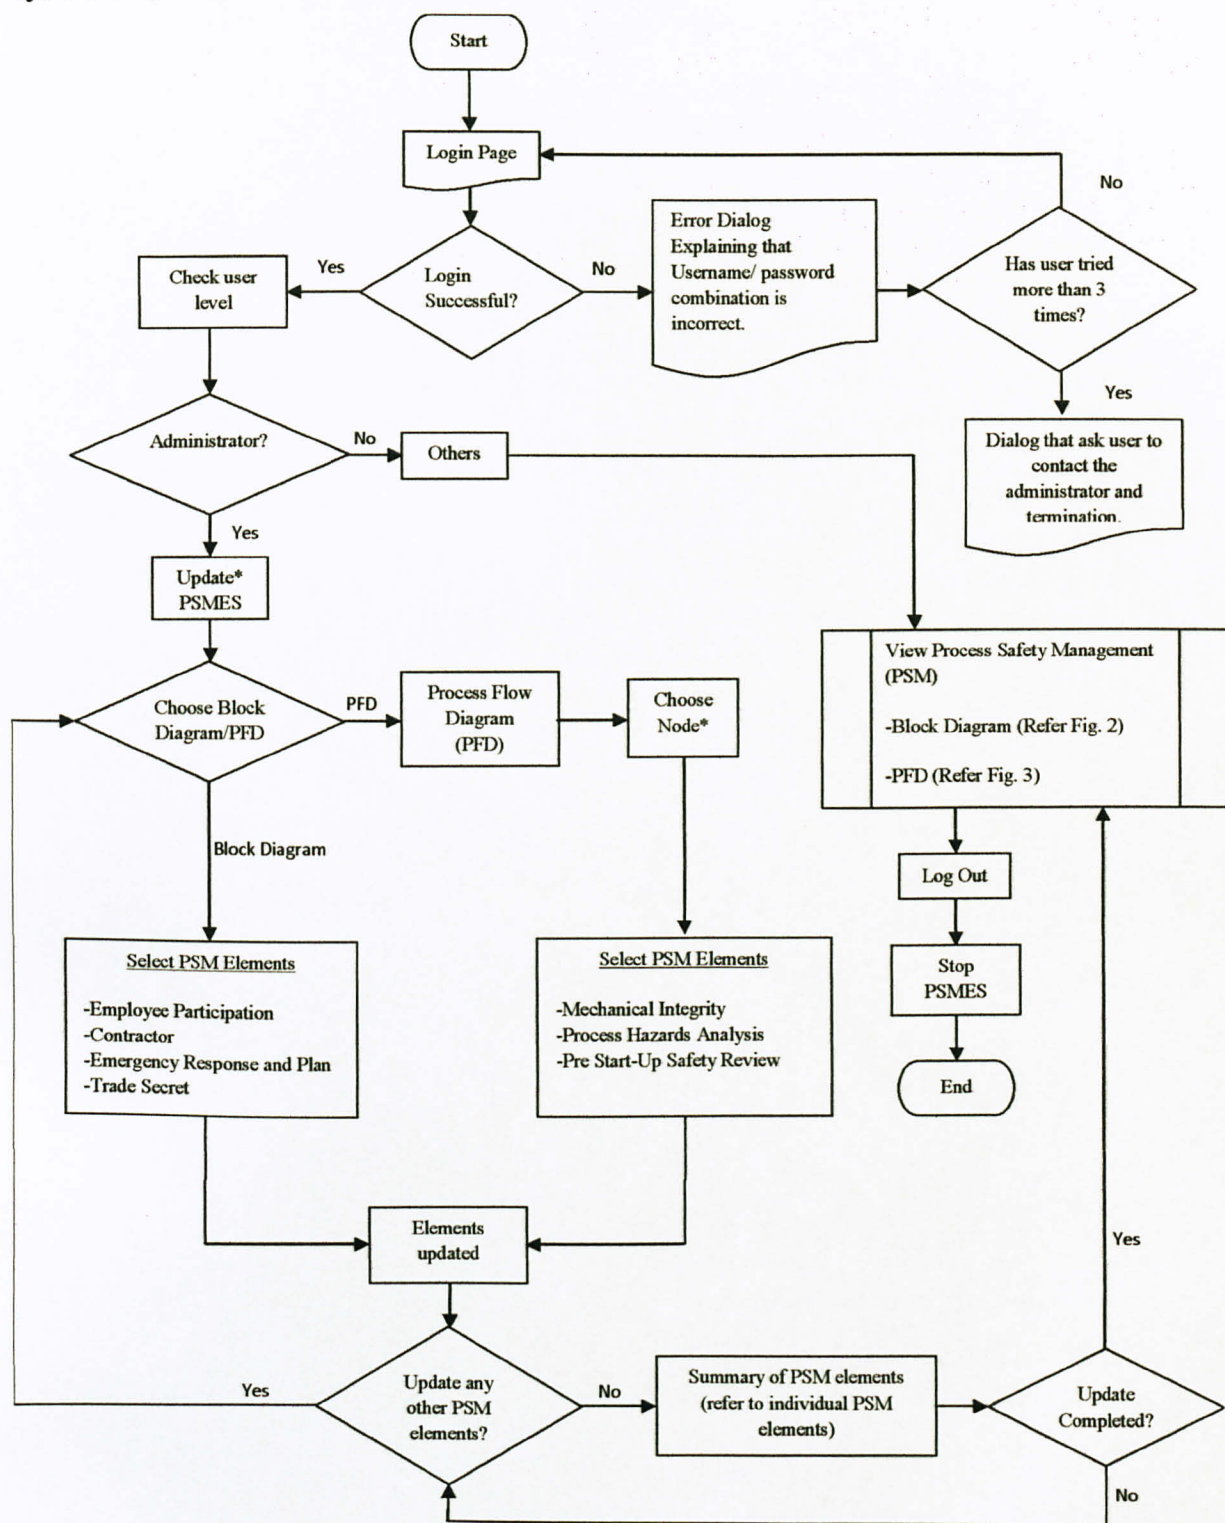 Start
Login Page
No
Error Dialog
Explaining that
Username/ password
combination is
incorrect.
Has user tried
more than 3
times?
Yes
Login
Successful?
No
Check user
level
Yes
Dialog that ask user to
contact the
administrator and
termination.
Administrator?
No
Others
Yes
Update*
PSMES
View Process Safety Management
(PSM)
-Block Diagram (Refer Fig. 2)
-PFD (Refer Fig. 3)
Choose Block
Diagram/PFD
PFD
Process Flow
Diagram
(PFD)
Choose
Node*
Block Diagram
Log Out
Select PSM Elements
-Employee Participation
-Contractor
-Emergency Response and Plan
-Trade Secret
Select PSM Elements
-Mechanical Integrity
-Process Hazards Analysis
-Pre Start-Up Safety Review
Stop
PSMES
End
Elements
updated
Yes
Yes
Update any
other PSM
elements?
No
Summary of PSM elements
(refer to individual PSM
elements)
Update
Completed?
No